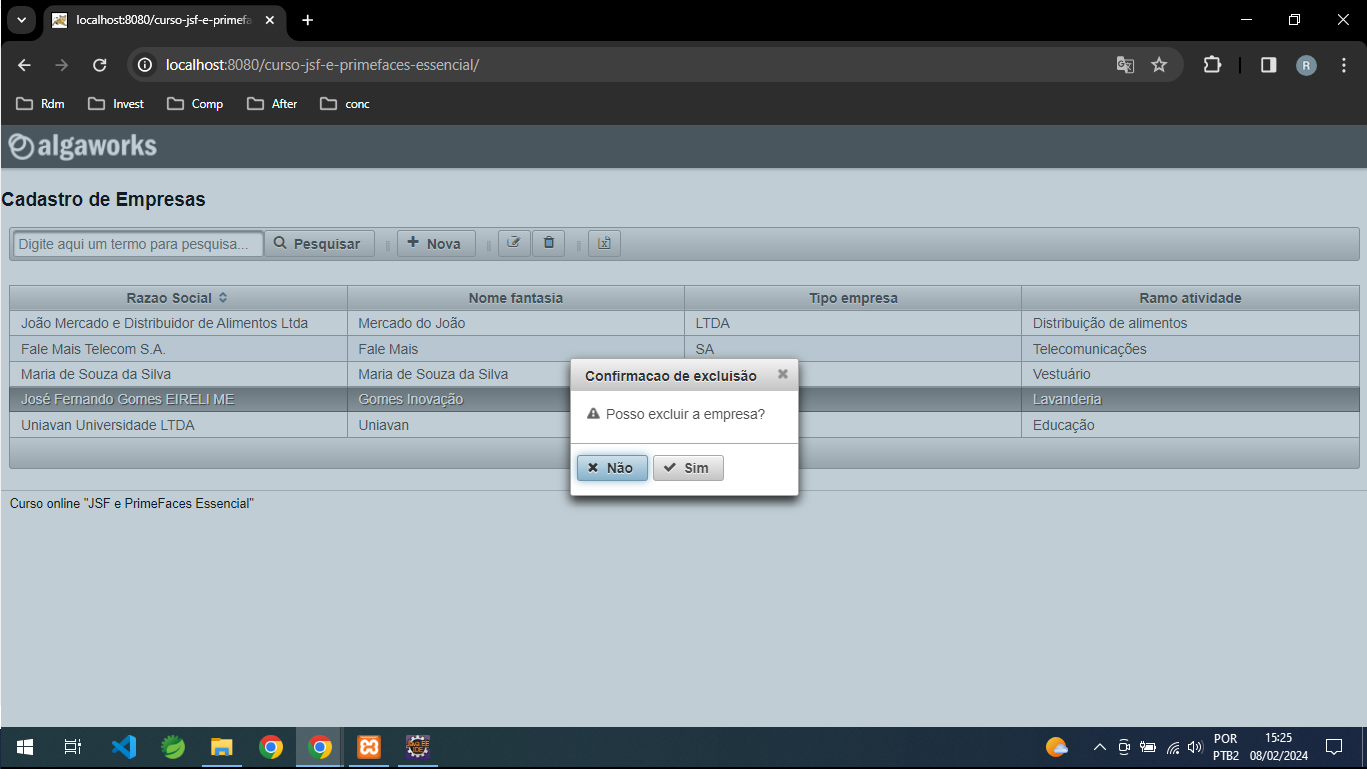 localhost:8080/curso-jsf-e-primefa
localhost:8080/curso-jsf-e-primefaces-essencial/
R
Rdm Invest Comp After conc
algaworks
Cadastro de Empresas
Digite aqui um termo para pesquisa... Pesquisar Nova
Razao Social Nome fantasia Tipo empresa Ramo atividade
João Mercado e Distribuidor de Alimentos Ltda Mercado do João LTDA Distribuição de alimentos
Fale Mais Telecom S.A. Fale Mais SA Telecomunicações
Maria de Souza da Silva Maria de Souza da Silva Vestuário
José Fernando Gomes EIRELI ME Gomes Inovação Lavanderia
Uniavan Universidade LTDA Uniavan Educação
Confirmacao de excluisão
Posso excluir a empresa?
Não Sim
Curso online "JSF e PrimeFaces Essencial"
POR 15:25
PTB2 08/02/2024